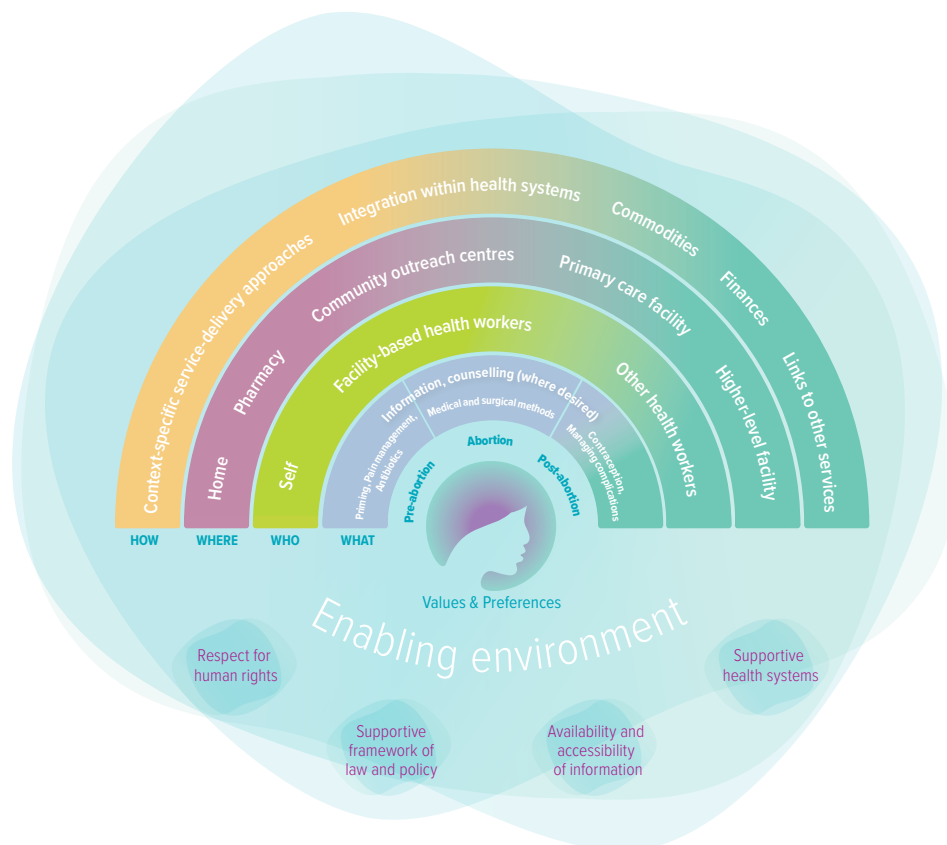 Context-specific service-delivery approaches
Integration within health systems
Commodities
Finances
Links to other services
Home
Pharmacy
Community outreach centres
Primary care facility
Higher-level facility
Self
Facility-based health workers
Other health workers
Information, counselling (where desired)
Priming, Pain management,
Antibiotics
Medical and surgical methods
Contraception,
Managing complications
Pre-abortion
Abortion
Post-abortion
HOW
WHERE
WHO
WHAT
Values & Preferences
Enabling environment
Respect for
human rights
Supportive
framework of
law and policy
Availability and
accessibility
of information
Supportive
health systems